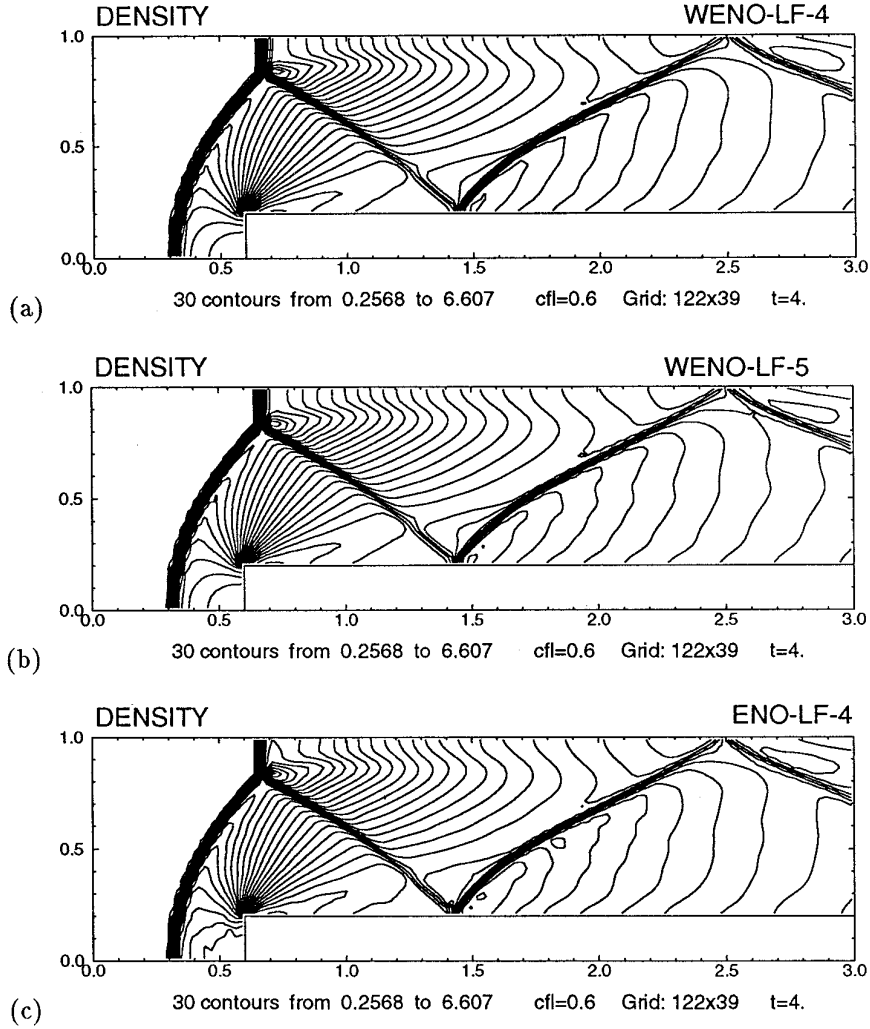 DENSITY WENO-LF-4
1.0
0.5
0.0
0.0 0.5 1.0 1.5 2.0 2.5 3.0
30 contours from 0.2568 to 6.607 cfl=0.6 Grid: 122x39 t=4.
(a)
DENSITY WENO-LF-5
1.0
0.5
0.0
0.0 0.5 1.0 1.5 2.0 2.5 3.0
30 contours from 0.2568 to 6.607 cfl=0.6 Grid: 122x39 t=4.
(b)
DENSITY ENO-LF-4
1.0
0.5
0.0
0.0 0.5 1.0 1.5 2.0 2.5 3.0
30 contours from 0.2568 to 6.607 cfl=0.6 Grid: 122x39 t=4.
(c)